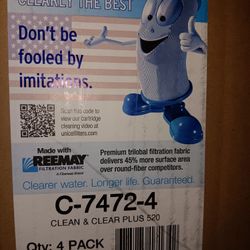 CLEARLY THE BEST
Don't be
fooled by
imitations.
Scan this code to
view our cartridge
cleaning video at
unicelfilters.com
Made with
REEMAY
FILTRATION FABRIC
Premium trilobal filtration fabric
delivers 45% more surface area
over round-fiber competitors.
Clearer water. Longer life. Guaranteed.
C-7472-4
CLEAN & CLEAR PLUS 520
Qty: 4 PACK